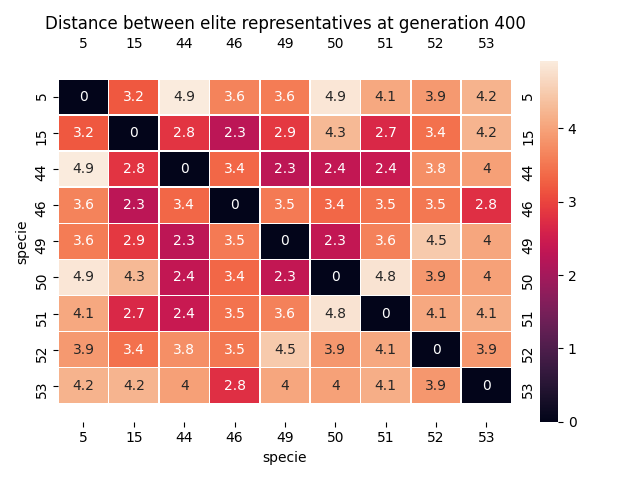 Distance between elite representatives at generation 400
5 15 44 46 49 50 51 52 53
5 0 3.2 4.9 3.6 3.6 4.9 4.1 3.9 4.2 5
15 3.2 0 2.8 2.3 2.9 4.3 2.7 3.4 4.2 15
44 4.9 2.8 0 3.4 2.3 2.4 2.4 3.8 4 44
46 3.6 2.3 3.4 0 3.5 3.4 3.5 3.5 2.8 46
49 3.6 2.9 2.3 3.5 0 2.3 3.6 4.5 4 49
50 4.9 4.3 2.4 3.4 2.3 0 4.8 3.9 4 50
51 4.1 2.7 2.4 3.5 3.6 4.8 0 4.1 4.1 51
52 3.9 3.4 3.8 3.5 4.5 3.9 4.1 0 3.9 52
53 4.2 4.2 4 2.8 4 4 4.1 3.9 0 53
5 15 44 46 49 50 51 52 53
specie
specie
4
3
2
1
0